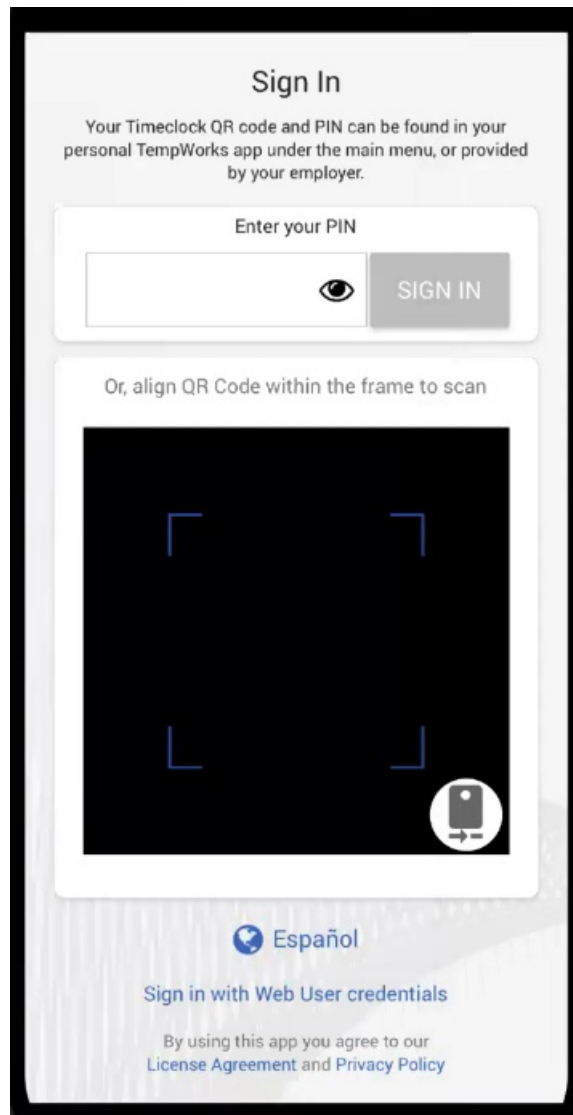 Sign In
Your Timeclock QR code and PIN can be found in your
personal TempWorks app under the main menu, or provided
by your employer.
Enter your PIN
SIGN IN
Or, align QR Code within the frame to scan
Español
Sign in with Web User credentials
By using this app you agree to our
License Agreement and Privacy Policy